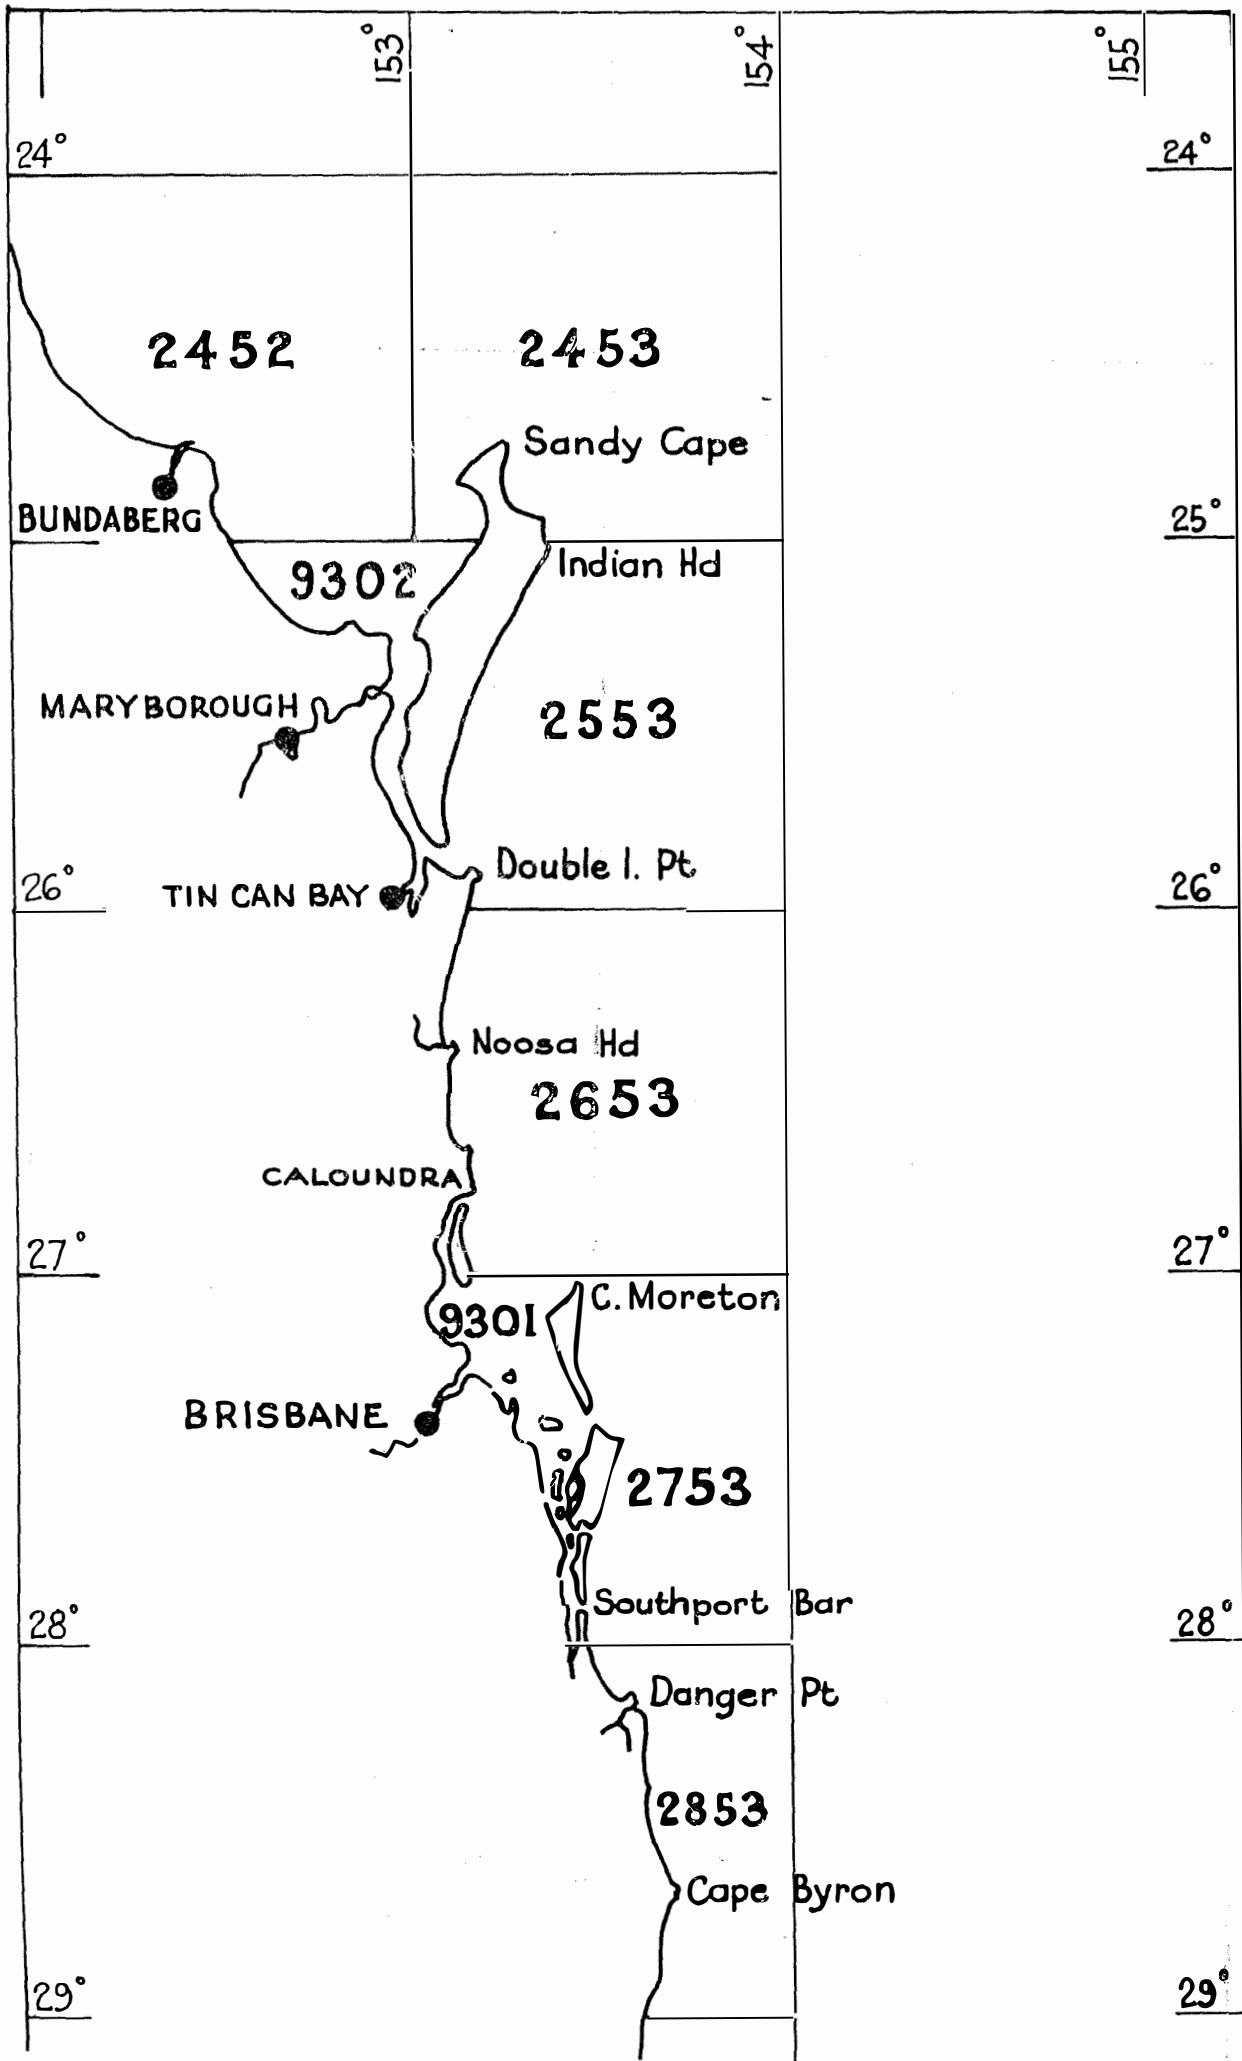 153°
154°
155°
24°
24°
2452
2453
Sandy Cape
BUNDABERG
25°
Indian Hd
9302
MARYBOROUGH
2553
Double I. Pt.
26°
TIN CAN BAY
26°
Noosa Hd
2653
CALOUNDRA
27°
27°
C. Moreton
9301
BRISBANE
2753
Southport Bar
28°
28°
Danger Pt
2853
Cape Byron
29°
29°